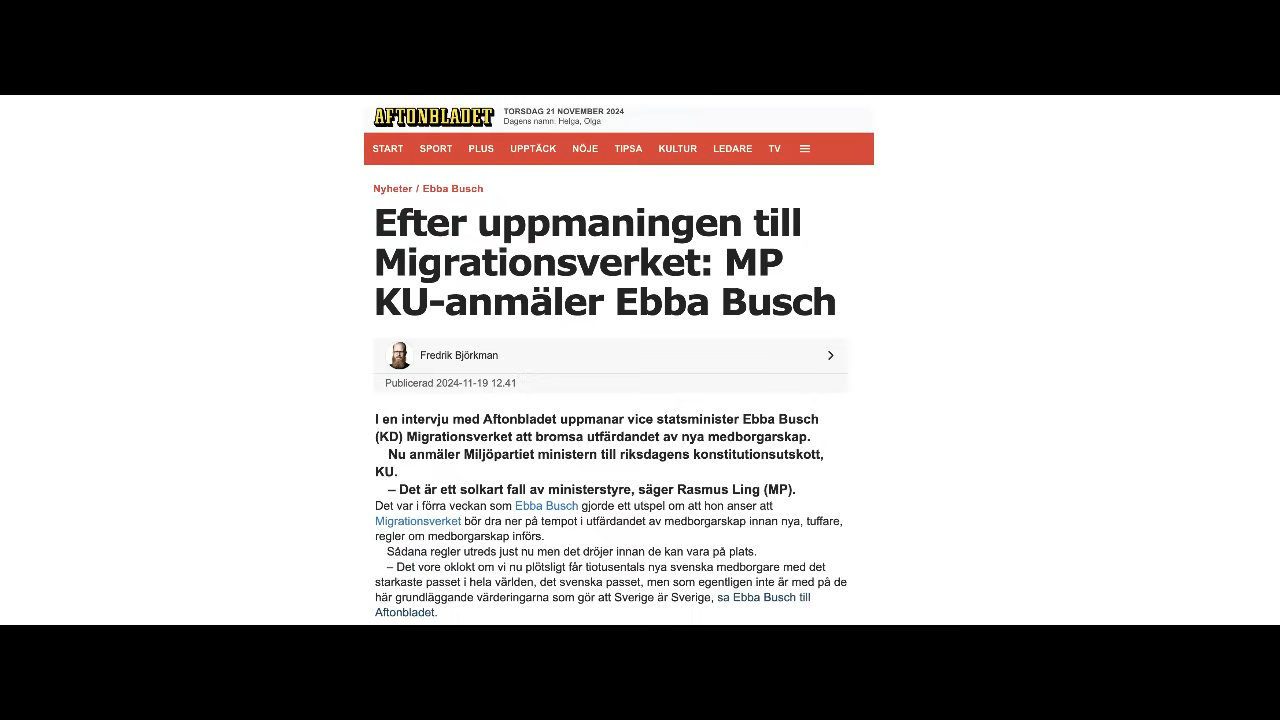 AFTONBLADET
TORSDAG 21 NOVEMBER 2024
Dagens namn: Helga, Olga
START SPORT PLUS UPPTÄCK NÖJE TIPSA KULTUR LEDARE TV
Nyheter / Ebba Busch
Efter uppmaningen till
Migrationsverket: MP
KU-anmäler Ebba Busch
Fredrik Björkman
Publicerad 2024-11-19 12.41
I en intervju med Aftonbladet uppmanar vice statsminister Ebba Busch
(KD) Migrationsverket att bromsa utfärdandet av nya medborgarskap.
Nu anmäler Miljöpartiet ministern till riksdagens konstitutionsutskott,
KU.
– Det är ett solkart fall av ministerstyre, säger Rasmus Ling (MP).
Det var i förra veckan som Ebba Busch gjorde ett utspel om att hon anser att
Migrationsverket bör dra ner på tempot i utfärdandet av medborgarskap innan nya, tuffare,
regler om medborgarskap införs.
Sådana regler utreds just nu men det dröjer innan de kan vara på plats.
– Det vore oklokt om vi nu plötsligt får tiotusentals nya svenska medborgare med det
starkaste passet i hela världen, det svenska passet, men som egentligen inte är med på de
här grundläggande värderingarna som gör att Sverige är Sverige, sa Ebba Busch till
Aftonbladet.